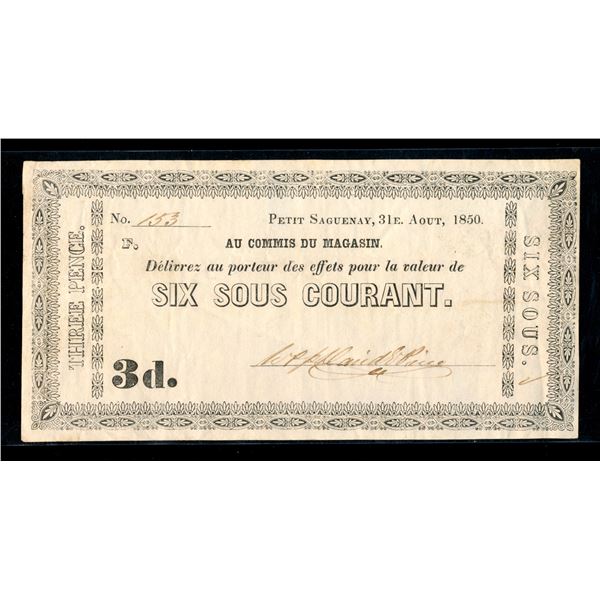 THREE PENCE.
No. 153
PETIT SAGUENAY, 31E. AOUT, 1850.
F.
AU COMMIS DU MAGASIN.
Délivrez au porteur des effets pour la valeur de
SIX SOUS COURANT.
3d.
SIX SOUS.